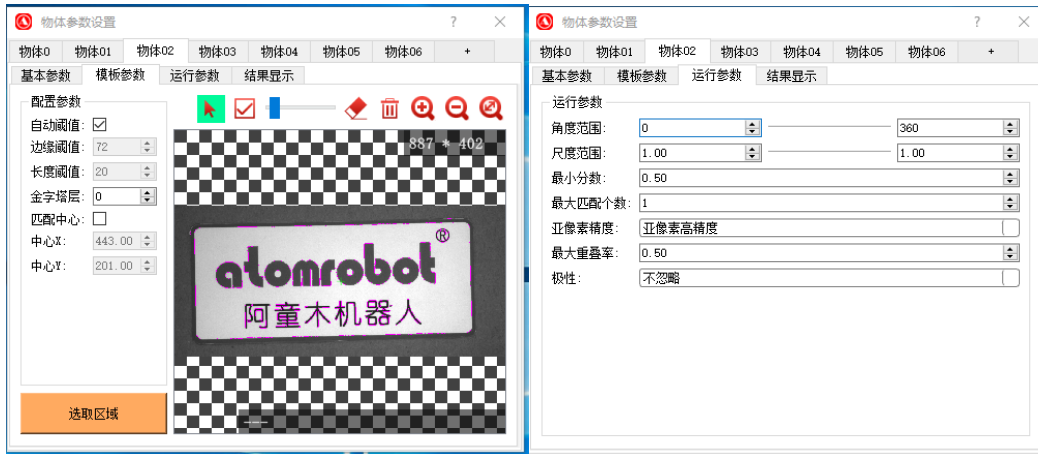 物体参数设置 ?
物体0 物体01 物体02 物体03 物体04 物体05 物体06 +
基本参数 模板参数 运行参数 结果显示
配置参数
自动阈值:
边缘阈值: 72
长度阈值: 20
金字塔层: 0
匹配中心:
中心X: 443.00
中心Y: 201.00
选取区域
887 * 402
atomrobot®
阿童木机器人
---
物体参数设置 ?
物体0 物体01 物体02 物体03 物体04 物体05 物体06 +
基本参数 模板参数 运行参数 结果显示
运行参数
角度范围: 0 360
尺度范围: 1.00 1.00
最小分数: 0.50
最大匹配个数: 1
亚像素精度: 亚像素高精度
最大重叠率: 0.50
极性: 不忽略